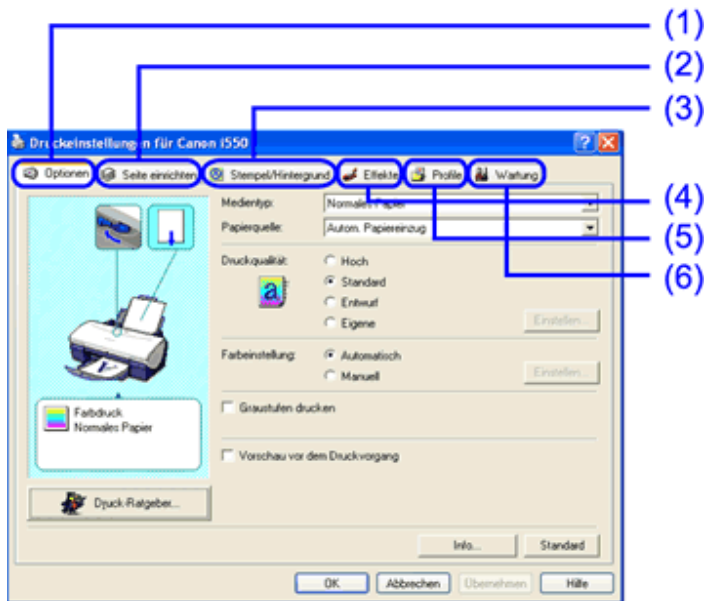 (1)
(2)
(3)
Druckeinstellungen für Canon i550
Optionen Seite einrichten Stempel/Hintergrund Effekte Profile Wartung
(4)
(5)
(6)
Medientyp: Normales Papier
Papierquelle: Autom. Papiereinzug
Druckqualität: Hoch
Standard
Entwurf
Eigene Einstellen...
Farbeinstellung: Automatisch
Manuell Einstellen...
Graustufen drucken
Vorschau vor dem Druckvorgang
a
Farbdruck
Normales Papier
Druck-Ratgeber...
Info... Standard
OK Abbrechen Übernehmen Hilfe